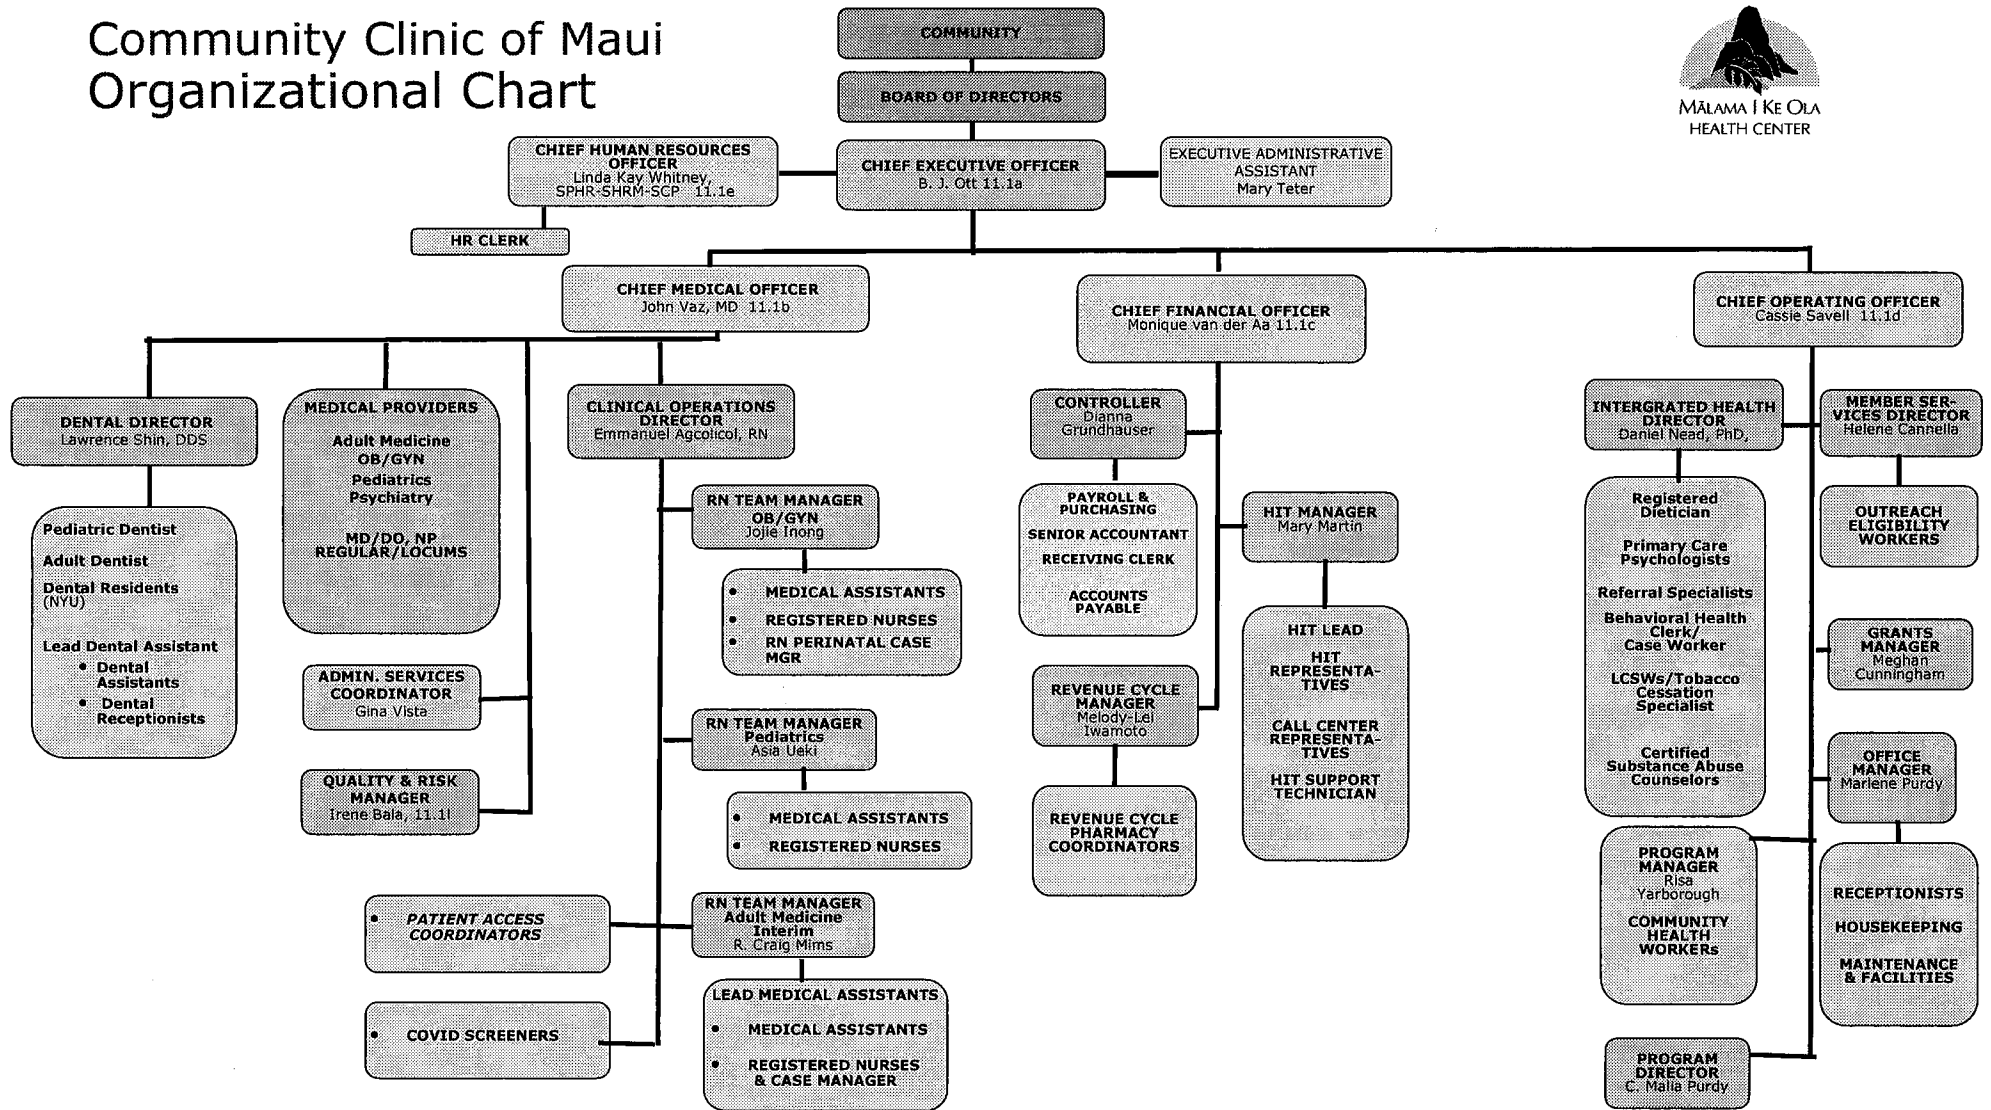 Community Clinic of Maui
Organizational Chart
COMMUNITY
BOARD OF DIRECTORS
MĀLAMA I KE OLA
HEALTH CENTER
CHIEF HUMAN RESOURCES
OFFICER
Linda Kay Whitney,
SPHR-SHRM-SCP 11.1e
CHIEF EXECUTIVE OFFICER
B. J. Ott 11.1a
EXECUTIVE ADMINISTRATIVE
ASSISTANT
Mary Teter
HR CLERK
CHIEF MEDICAL OFFICER
John Vaz, MD 11.1b
CHIEF FINANCIAL OFFICER
Monique van der Aa 11.1c
CHIEF OPERATING OFFICER
Cassie Savell 11.1d
DENTAL DIRECTOR
Lawrence Shin, DDS
Pediatric Dentist
Adult Dentist
Dental Residents
(NYU)
Lead Dental Assistant
• Dental
Assistants
• Dental
Receptionists
MEDICAL PROVIDERS
Adult Medicine
OB/GYN
Pediatrics
Psychiatry
MD/DO, NP
REGULAR/LOCUMS
ADMIN. SERVICES
COORDINATOR
Gina Vista
QUALITY & RISK
MANAGER
Irene Bala, 11.1l
CLINICAL OPERATIONS
DIRECTOR
Emmanuel Agcolicol, RN
RN TEAM MANAGER
OB/GYN
Jojie Inong
• MEDICAL ASSISTANTS
• REGISTERED NURSES
• RN PERINATAL CASE
MGR
RN TEAM MANAGER
Pediatrics
Asia Ueki
• MEDICAL ASSISTANTS
• REGISTERED NURSES
• PATIENT ACCESS
COORDINATORS
RN TEAM MANAGER
Adult Medicine
Interim
R. Craig Mims
• COVID SCREENERS
LEAD MEDICAL ASSISTANTS
• MEDICAL ASSISTANTS
• REGISTERED NURSES
& CASE MANAGER
CONTROLLER
Dianna
Grundhauser
PAYROLL &
PURCHASING
SENIOR ACCOUNTANT
RECEIVING CLERK
ACCOUNTS
PAYABLE
REVENUE CYCLE
MANAGER
Melody-Lei
Iwamoto
REVENUE CYCLE
PHARMACY
COORDINATORS
HIT MANAGER
Mary Martin
HIT LEAD
HIT
REPRESENTA-
TIVES
CALL CENTER
REPRESENTA-
TIVES
HIT SUPPORT
TECHNICIAN
INTERGRATED HEALTH
DIRECTOR
Daniel Nead, PhD,
Registered
Dietician
Primary Care
Psychologists
Referral Specialists
Behavioral Health
Clerk/
Case Worker
LCSWs/Tobacco
Cessation
Specialist
Certified
Substance Abuse
Counselors
PROGRAM
MANAGER
Risa
Yarborough
COMMUNITY
HEALTH
WORKERs
PROGRAM
DIRECTOR
C. Malia Purdy
MEMBER SER-
VICES DIRECTOR
Helene Cannella
OUTREACH
ELIGIBILITY
WORKERS
GRANTS
MANAGER
Meghan
Cunningham
OFFICE
MANAGER
Marlene Purdy
RECEPTIONISTS
HOUSEKEEPING
MAINTENANCE
& FACILITIES